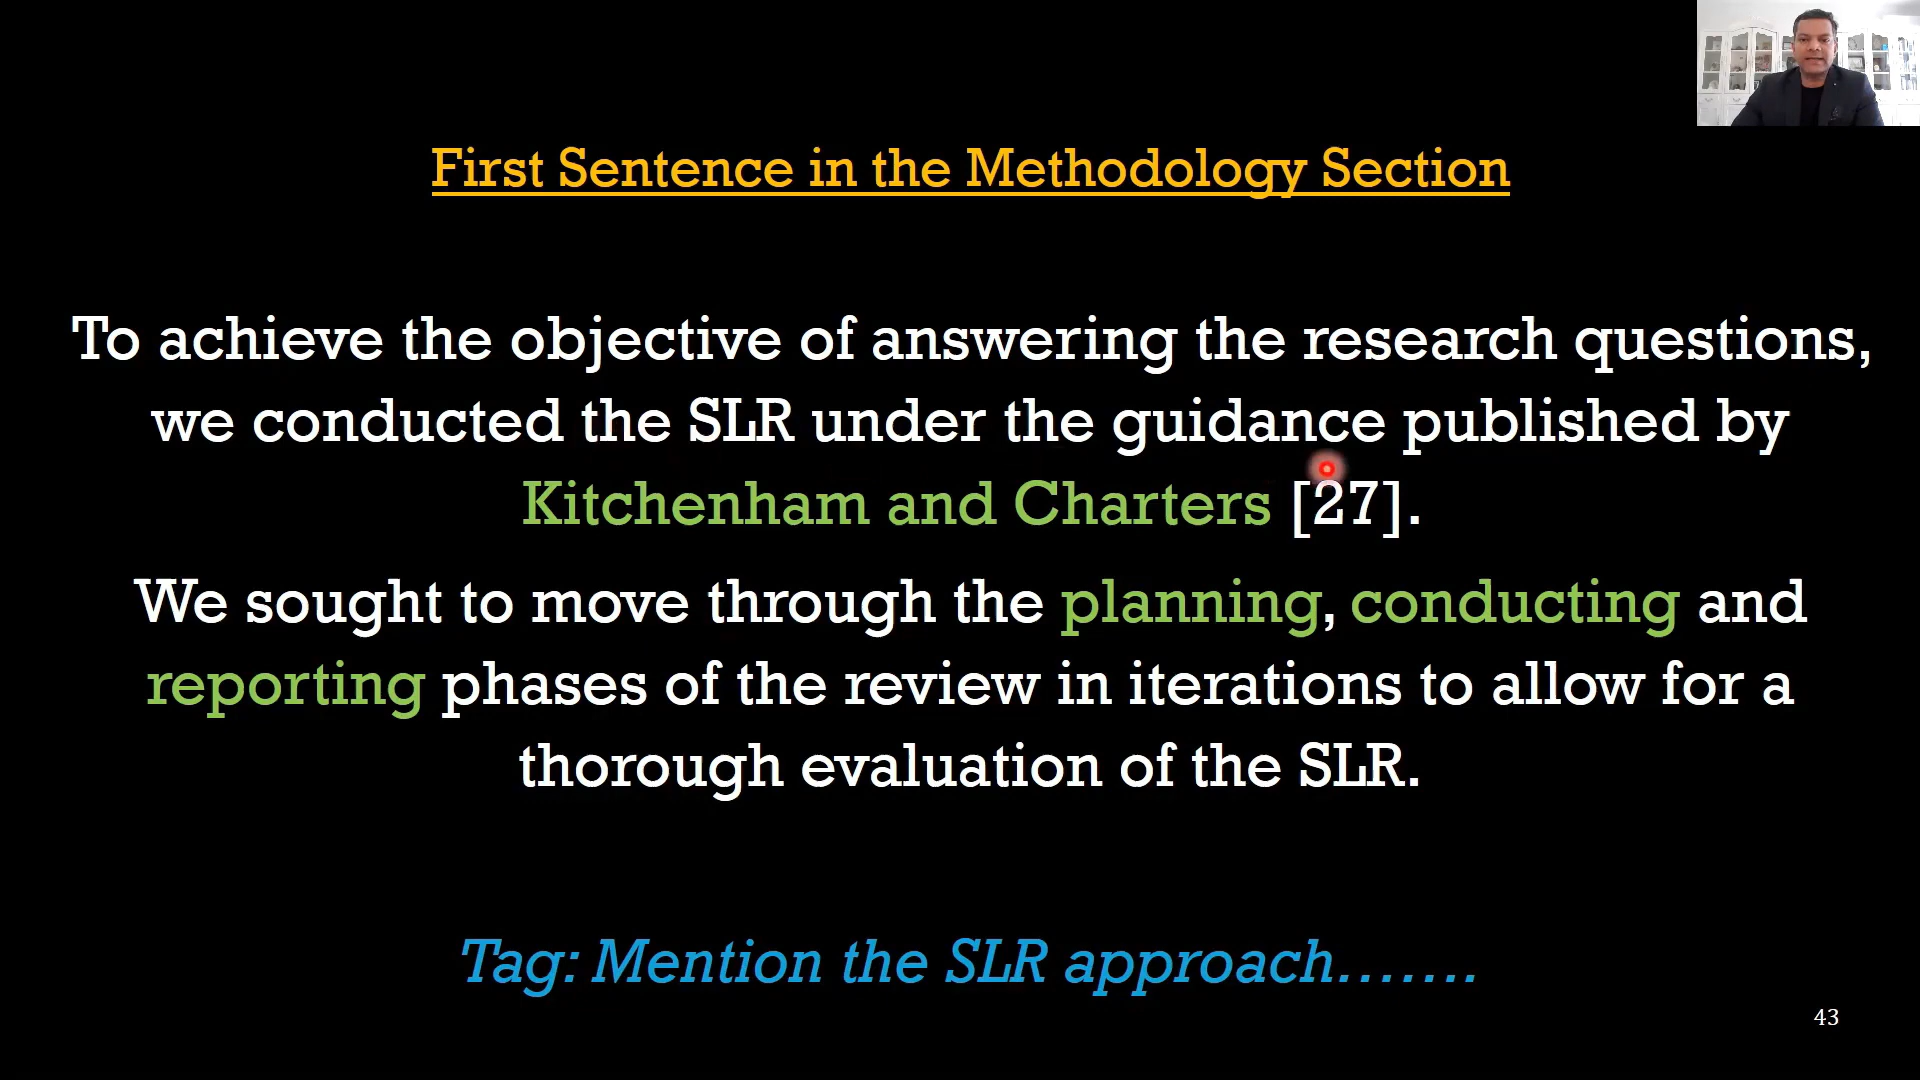 First Sentence in the Methodology Section
To achieve the objective of answering the research questions,
we conducted the SLR under the guidance published by
Kitchenham and Charters [27].
We sought to move through the planning, conducting and
reporting phases of the review in iterations to allow for a
thorough evaluation of the SLR.
Tag: Mention the SLR approach.......
43